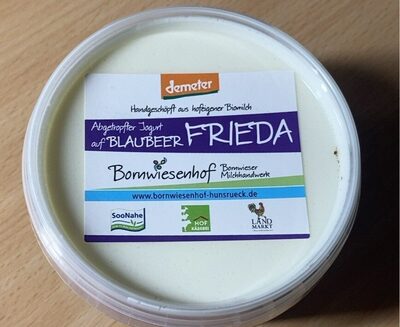 demeter
Handgeschöpft aus hofeigener Biomilch
Abgetropfter Jogurt
auf BLAUBEER FRIEDA
Bornwiesenhof Bornwieser
Milchhandwerk
www.bornwiesenhof-hunsrueck.de
SooNahe
HOF
KÄSEREI
LAND
MARKT